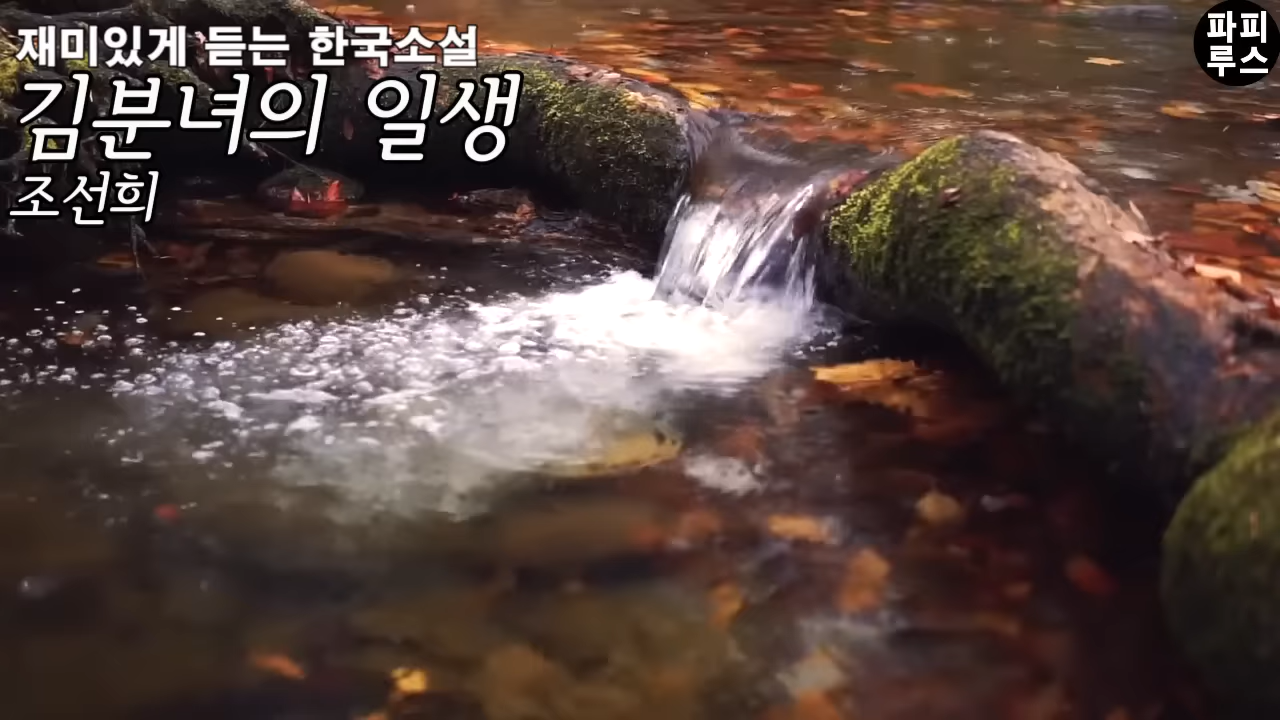 재미있게 듣는 한국소설
김분녀의 일생
조선희
파피
루스